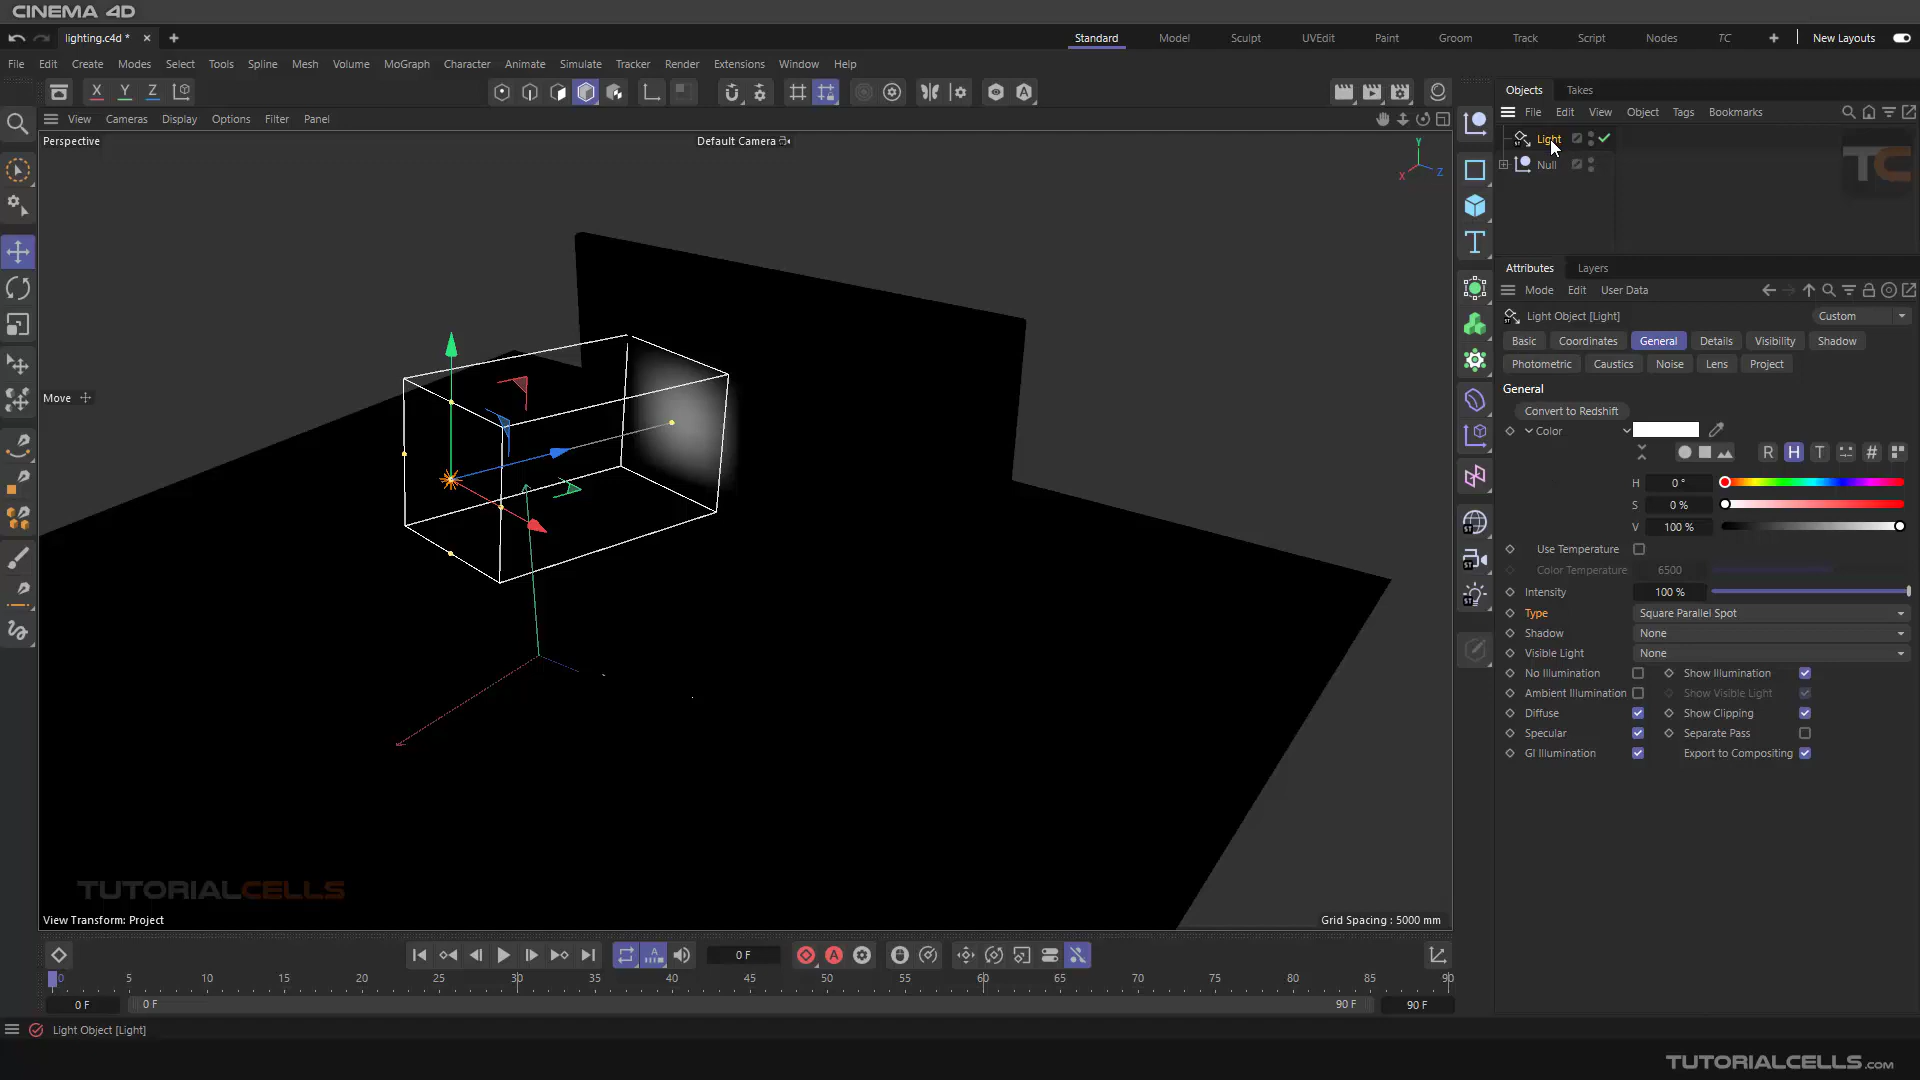 CINEMA 4D
lighting.c4d *
Standard Model Sculpt UVEdit Paint Groom Track Script Nodes TC New Layouts
File Edit Create Modes Select Tools Spline Mesh Volume MoGraph Character Animate Simulate Tracker Render Extensions Window Help
X Y Z
View Cameras Display Options Filter Panel
Perspective
Default Camera
Y
X Z
Move
TUTORIALCELLS
View Transform: Project
Grid Spacing : 5000 mm
Objects Takes
File Edit View Object Tags Bookmarks
Light
Null
TC
Attributes Layers
Mode Edit User Data
Light Object [Light]
Custom
Basic Coordinates General Details Visibility Shadow
Photometric Caustics Noise Lens Project
General
Convert to Redshift
Color
R H T #
H 0 °
S 0 %
V 100 %
Use Temperature
Color Temperature 6500
Intensity 100 %
Type Square Parallel Spot
Shadow None
Visible Light None
No Illumination Show Illumination
Ambient Illumination Show Visible Light
Diffuse Show Clipping
Specular Separate Pass
GI Illumination Export to Compositing
0 F
0 5 10 15 20 25 30 35 40 45 50 55 60 65 70 75 80 85 90
0 F 0 F 90 F 90 F
Light Object [Light]
TUTORIALCELLS.COM